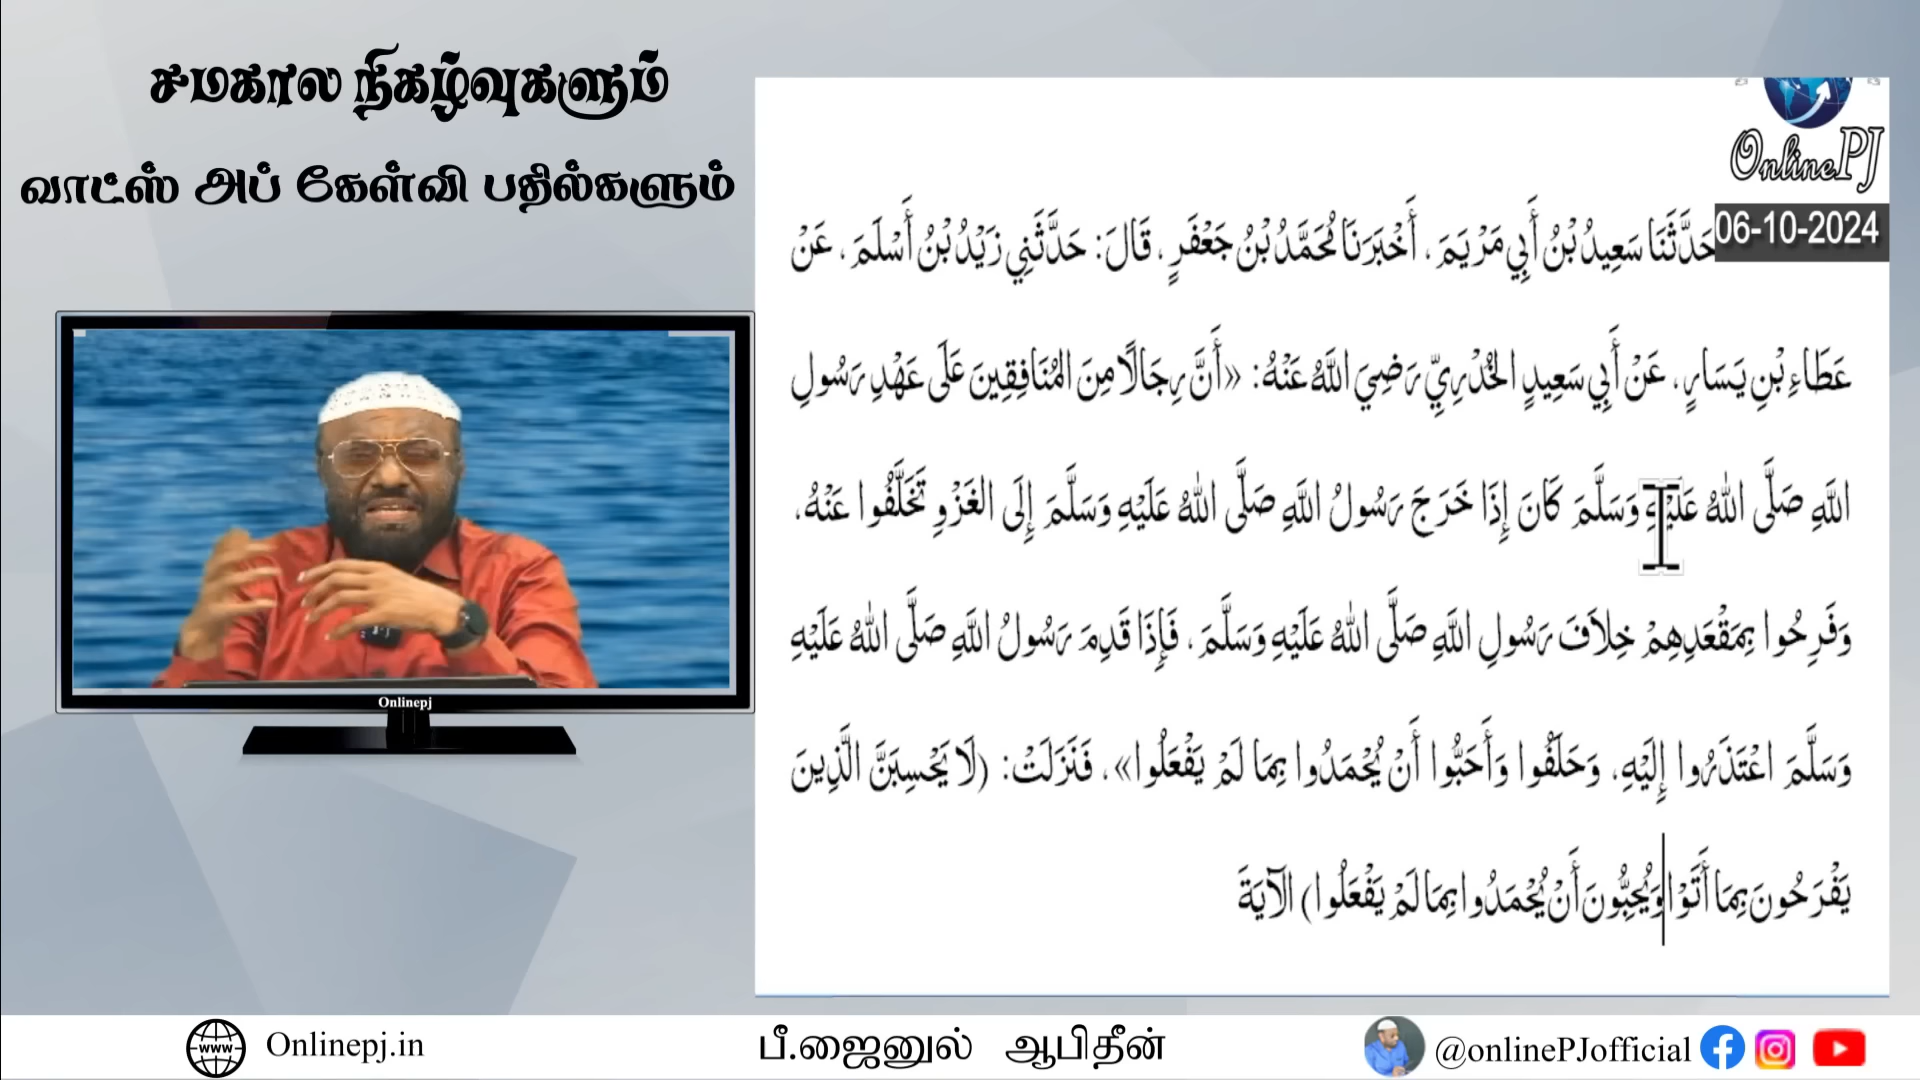 சமகால நிகழ்வுகளும்
வாட்ஸ் அப் கேள்வி பதில்களும்
OnlinePJ
06-10-2024
حَدَّثَنَا سَعِيدُ بْنُ أَبِي مَرْيَمَ، أَخْبَرَنَا مُحَمَّدُ بْنُ جَعْفَرٍ، قَالَ: حَدَّثَنِي زَيْدُ بْنُ أَسْلَمَ، عَنْ
عَطَاءِ بْنِ يَسَارٍ، عَنْ أَبِي سَعِيدٍ الخُدْرِيِّ رَضِيَ اللَّهُ عَنْهُ: «أَنَّ رِجَالًا مِنَ المُنَافِقِينَ عَلَى عَهْدِ رَسُولِ
اللَّهِ صَلَّى اللهُ عَلَيْهِ وَسَلَّمَ كَانَ إِذَا خَرَجَ رَسُولُ اللَّهِ صَلَّى اللهُ عَلَيْهِ وَسَلَّمَ إِلَى الغَزْوِ تَخَلَّفُوا عَنْهُ،
وَفَرِحُوا بِمَقْعَدِهِمْ خِلاَفَ رَسُولِ اللَّهِ صَلَّى اللهُ عَلَيْهِ وَسَلَّمَ، فَإِذَا قَدِمَ رَسُولُ اللَّهِ صَلَّى اللهُ عَلَيْهِ
وَسَلَّمَ اعْتَذَرُوا إِلَيْهِ، وَحَلَفُوا وَأَحَبُّوا أَنْ يُحْمَدُوا بِمَا لَمْ يَفْعَلُوا»، فَنَزَلَتْ: (لَا يَحْسِبَنَّ الَّذِينَ
يَفْرَحُونَ بِمَا أَتَوْا وَيُحِبُّونَ أَنْ يُحْمَدُوا بِمَا لَمْ يَفْعَلُوا) الآيَةَ
Onlinepj
www
Onlinepj.in
பீ.ஜைனுல் ஆபிதீன்
@onlinePJofficial